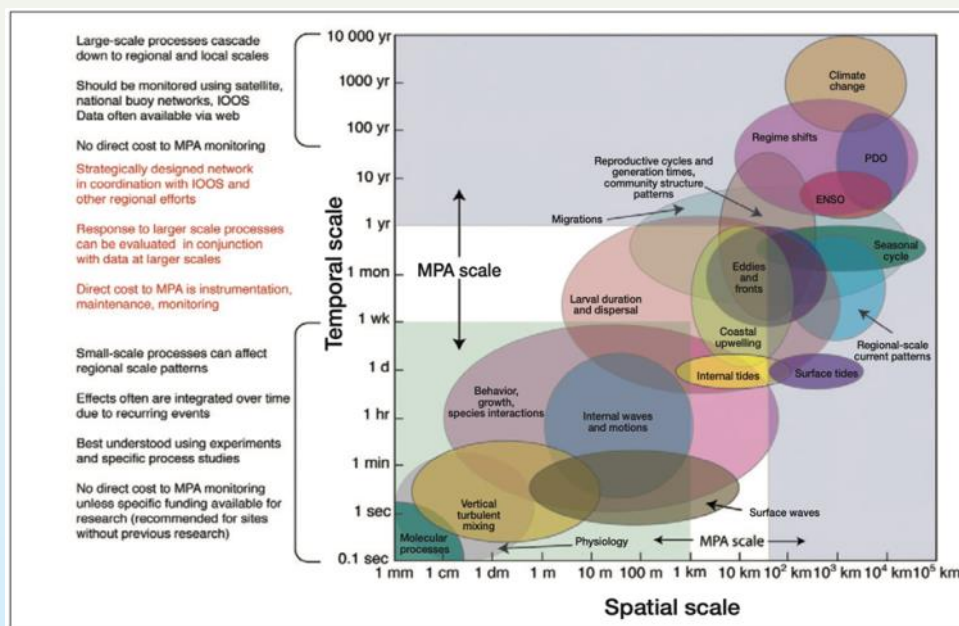 Large-scale processes cascade
down to regional and local scales
Should be monitored using satellite,
national buoy networks, IOOS
Data often available via web
No direct cost to MPA monitoring
Strategically designed network
in coordination with IOOS and
other regional efforts
Response to larger scale processes
can be evaluated in conjunction
with data at larger scales
Direct cost to MPA is instrumentation,
maintenance, monitoring
Small-scale processes can affect
regional scale patterns
Effects often are integrated over time
due to recurring events
Best understood using experiments
and specific process studies
No direct cost to MPA monitoring
unless specific funding available for
research (recommended for sites
without previous research)
Temporal scale
10 000 yr
1000 yr
100 yr
10 yr
1 yr
1 mon
1 wk
1 d
1 hr
1 min
1 sec
0.1 sec
MPA scale
Climate
change
Regime shifts
PDO
Reproductive cycles and
generation times,
community structure
patterns
ENSO
Migrations
Seasonal
cycle
Eddies
and
fronts
Larval duration
and dispersal
Coastal
upwelling
Regional-scale
current patterns
Internal tides
Surface tides
Behavior,
growth,
species interactions
Internal waves
and motions
Vertical
turbulent
mixing
Surface waves
Molecular
processes
Physiology
MPA scale
1 mm 1 cm 1 dm 1 m 10 m 100 m 1 km 10 km 10² km 10³ km 10⁴ km 10⁵ km
Spatial scale